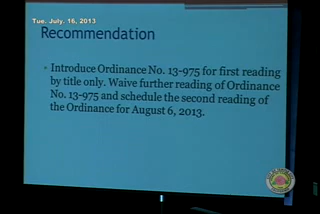 Tue. July. 16, 2013
Recommendation
Introduce Ordinance No. 13-975 for first reading
by title only. Waive further reading of Ordinance
No. 13-975 and schedule the second reading of
the Ordinance for August 6, 2013.